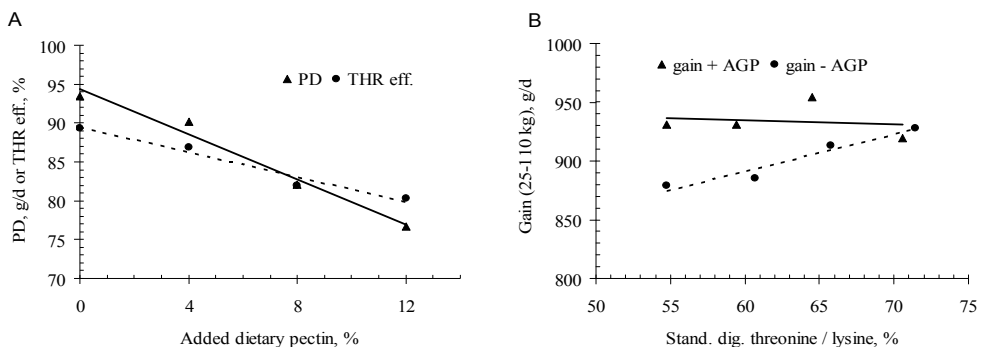 A
PD, g/d or THR eff., %
100
95
90
85
80
75
70
PD
THR eff.
0
4
8
12
Added dietary pectin, %
B
Gain (25-110 kg), g/d
1000
950
900
850
800
gain + AGP
gain - AGP
50
55
60
65
70
75
Stand. dig. threonine / lysine, %